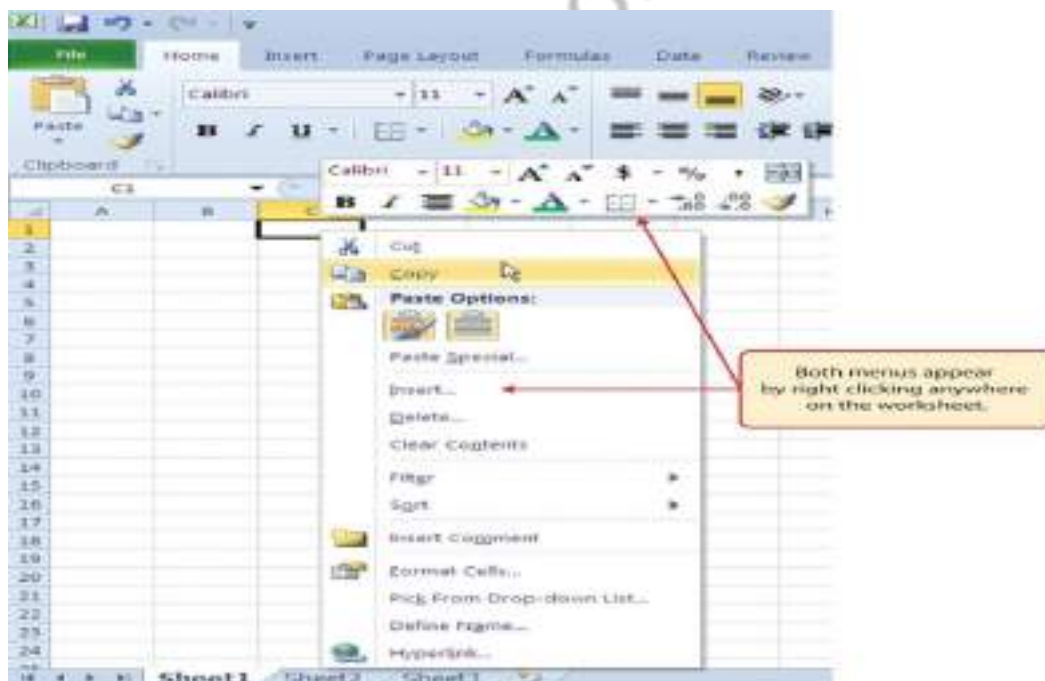 File Home Insert Page Layout Formulas Data Review
Calibri 11 A A
Paste B I U A
Clipboard
Calibri 11 A A $ % ,
B I A .00 .00
C1
A B C
1
2
3
4
5
6
7
8
9
10
11
12
13
14
15
16
17
18
19
20
21
22
23
24
Cut
Copy
Paste Options:
Paste Special...
Insert...
Delete...
Clear Contents
Filter
Sort
Insert Comment
Format Cells...
Pick From Drop-down List...
Define Name...
Hyperlink...
Both menus appear
by right clicking anywhere
on the worksheet.
Sheet1 Sheet2 Sheet3